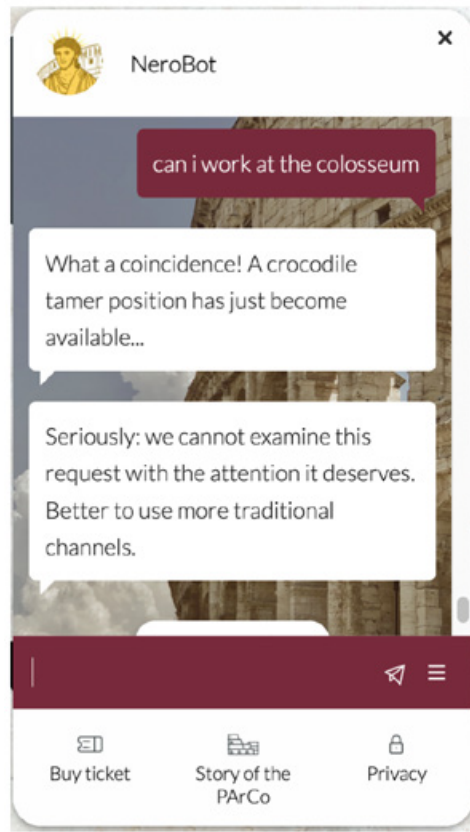 NeroBot
can i work at the colosseum
What a coincidence! A crocodile
tamer position has just become
available...
Seriously: we cannot examine this
request with the attention it deserves.
Better to use more traditional
channels.
Buy ticket
Story of the
PArCo
Privacy